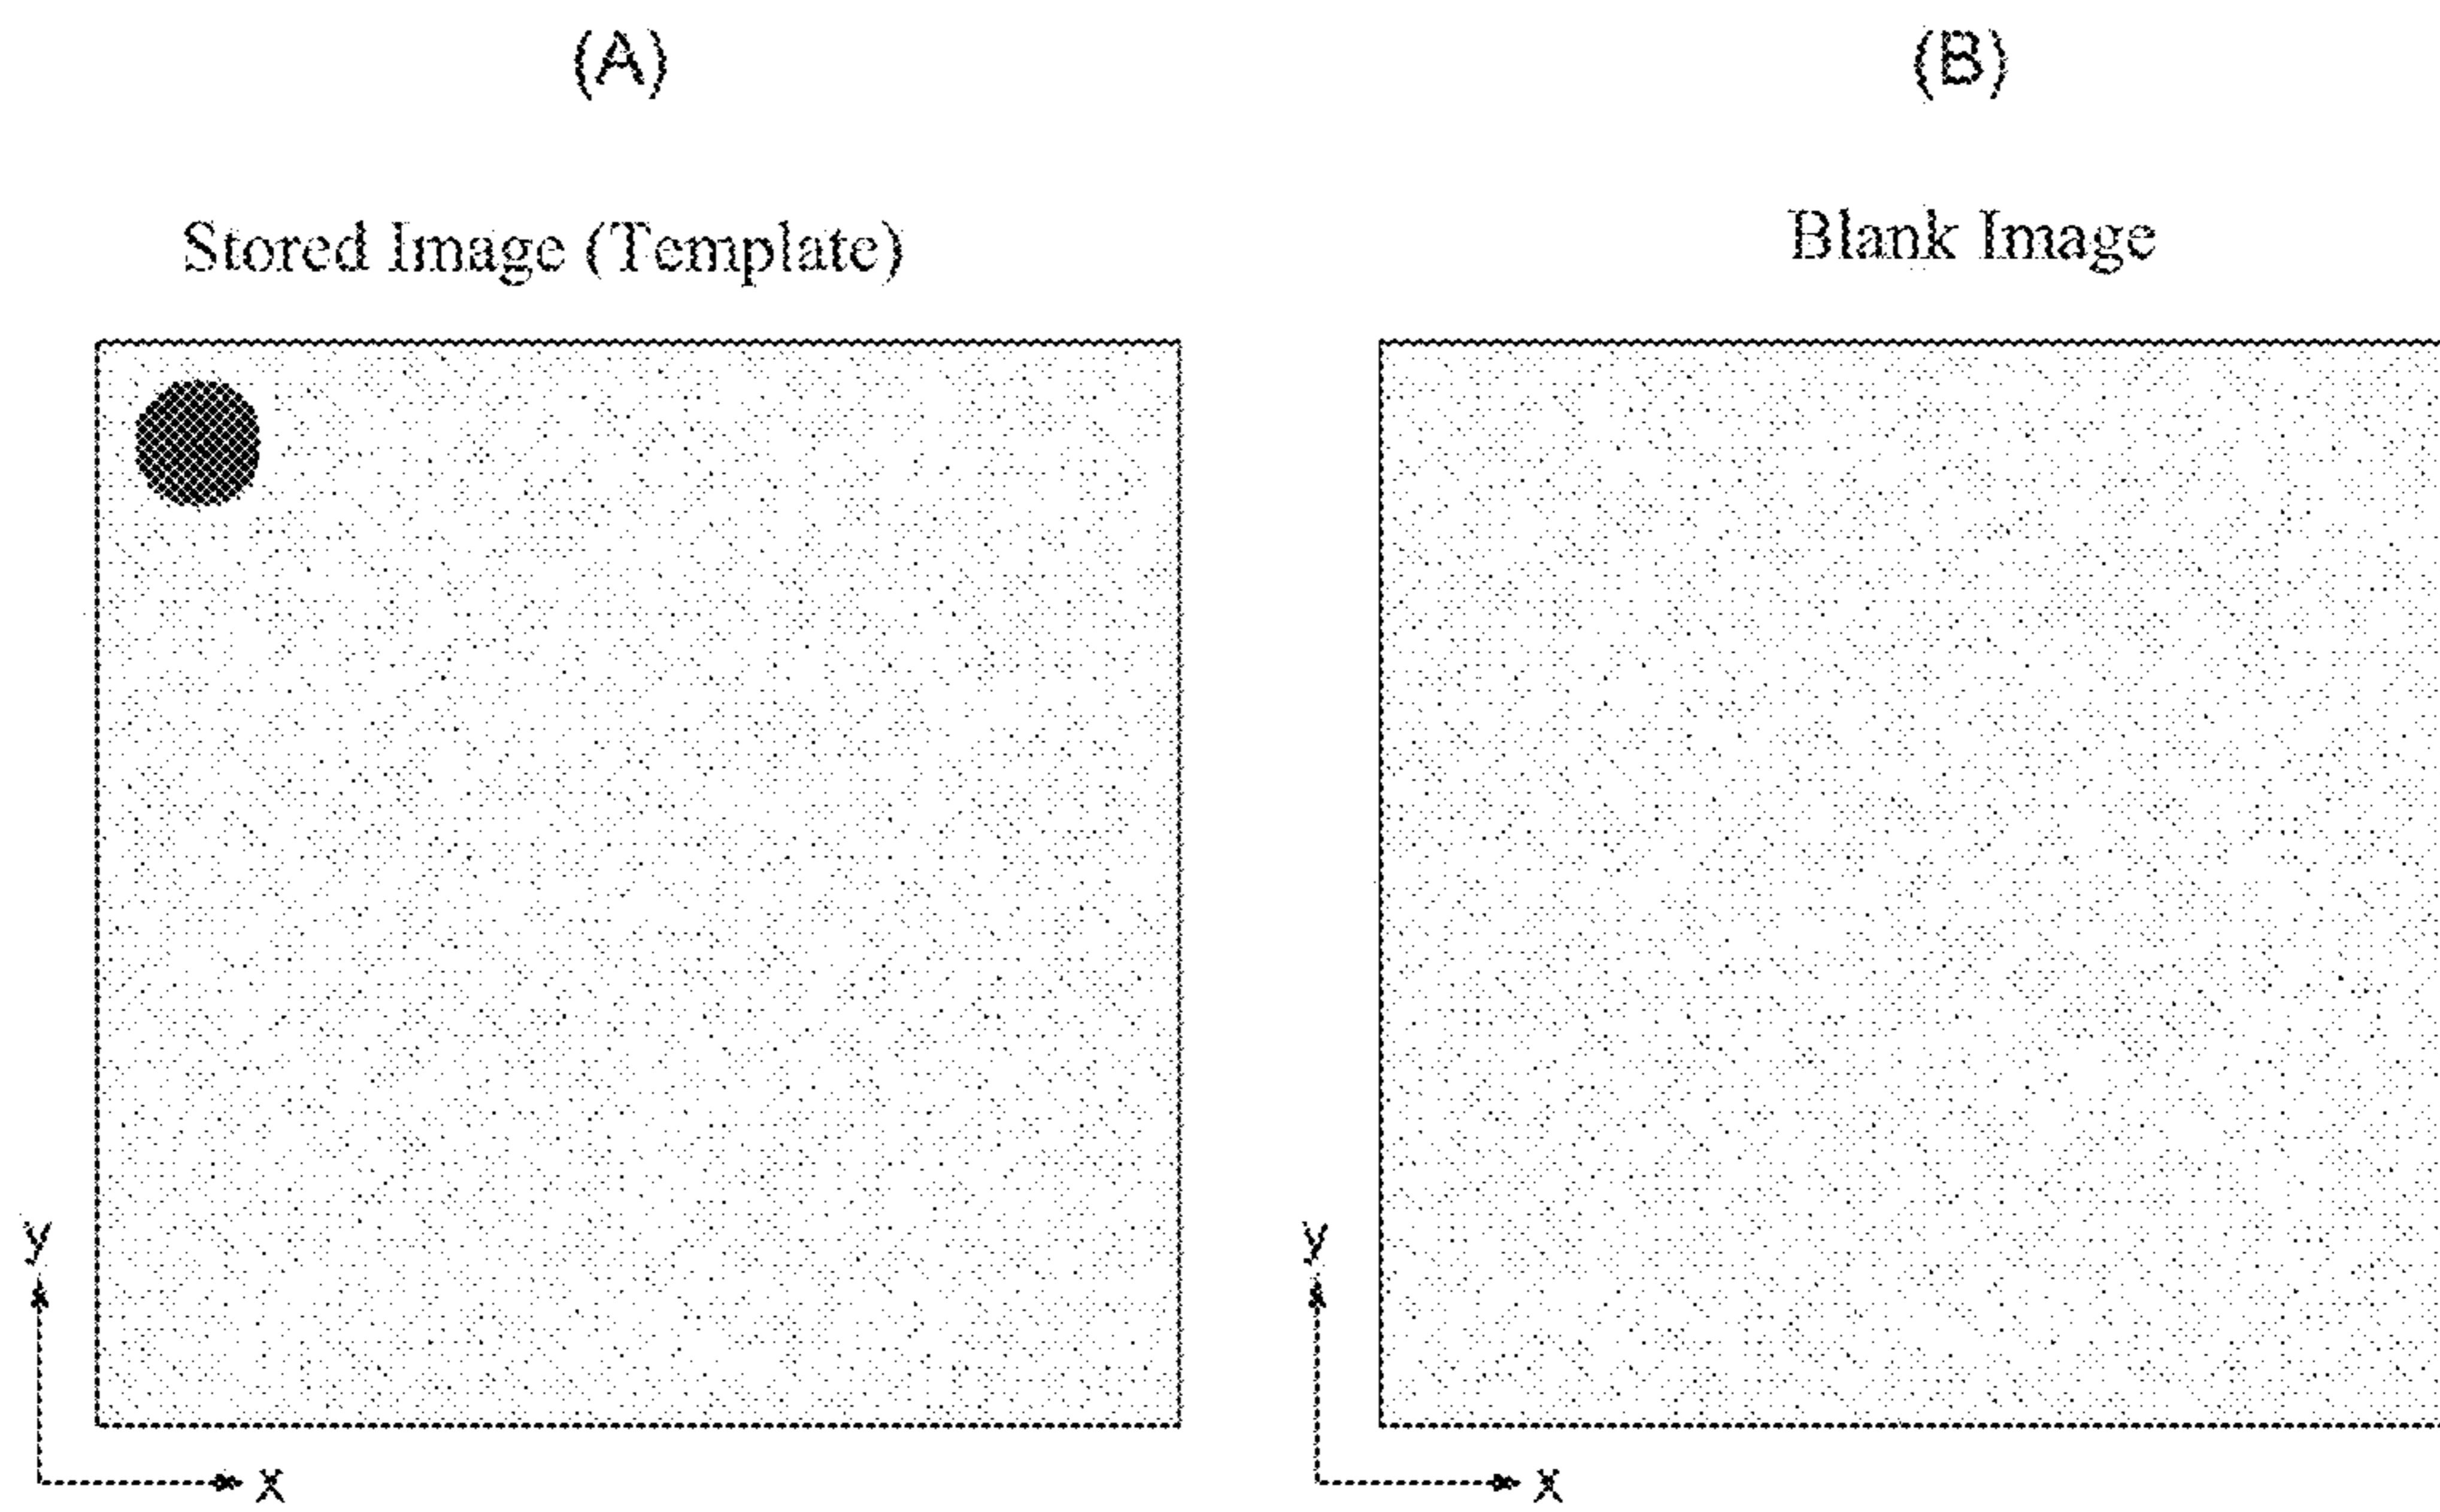 (A)
Stored Image (Template)
y
x
(B)
Blank Image
y
x